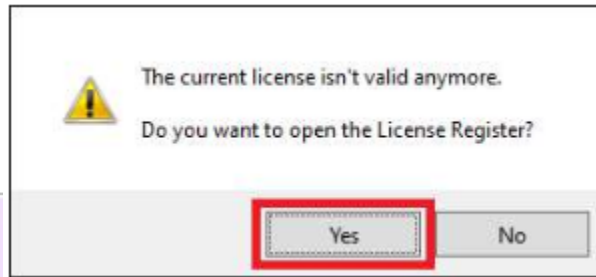 The current license isn't valid anymore.
Do you want to open the License Register?
Yes
No